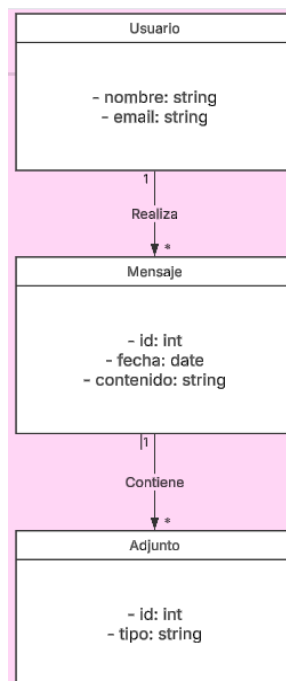 Usuario
- nombre: string
- email: string
1
Realiza
*
Mensaje
- id: int
- fecha: date
- contenido: string
1
Contiene
*
Adjunto
- id: int
- tipo: string